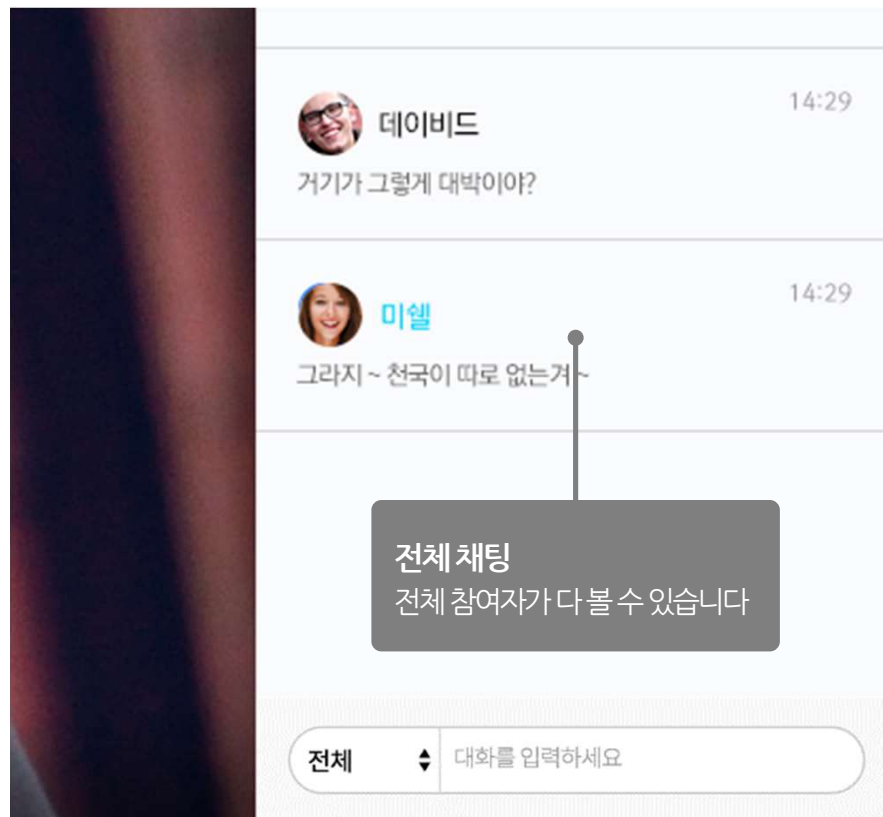 14:29
데이비드
거기가 그렇게 대박이야?
14:29
미쉘
그라지 ~ 천국이 따로 없는겨 ~
전체 채팅
전체 참여자가 다 볼 수 있습니다
전체
대화를 입력하세요